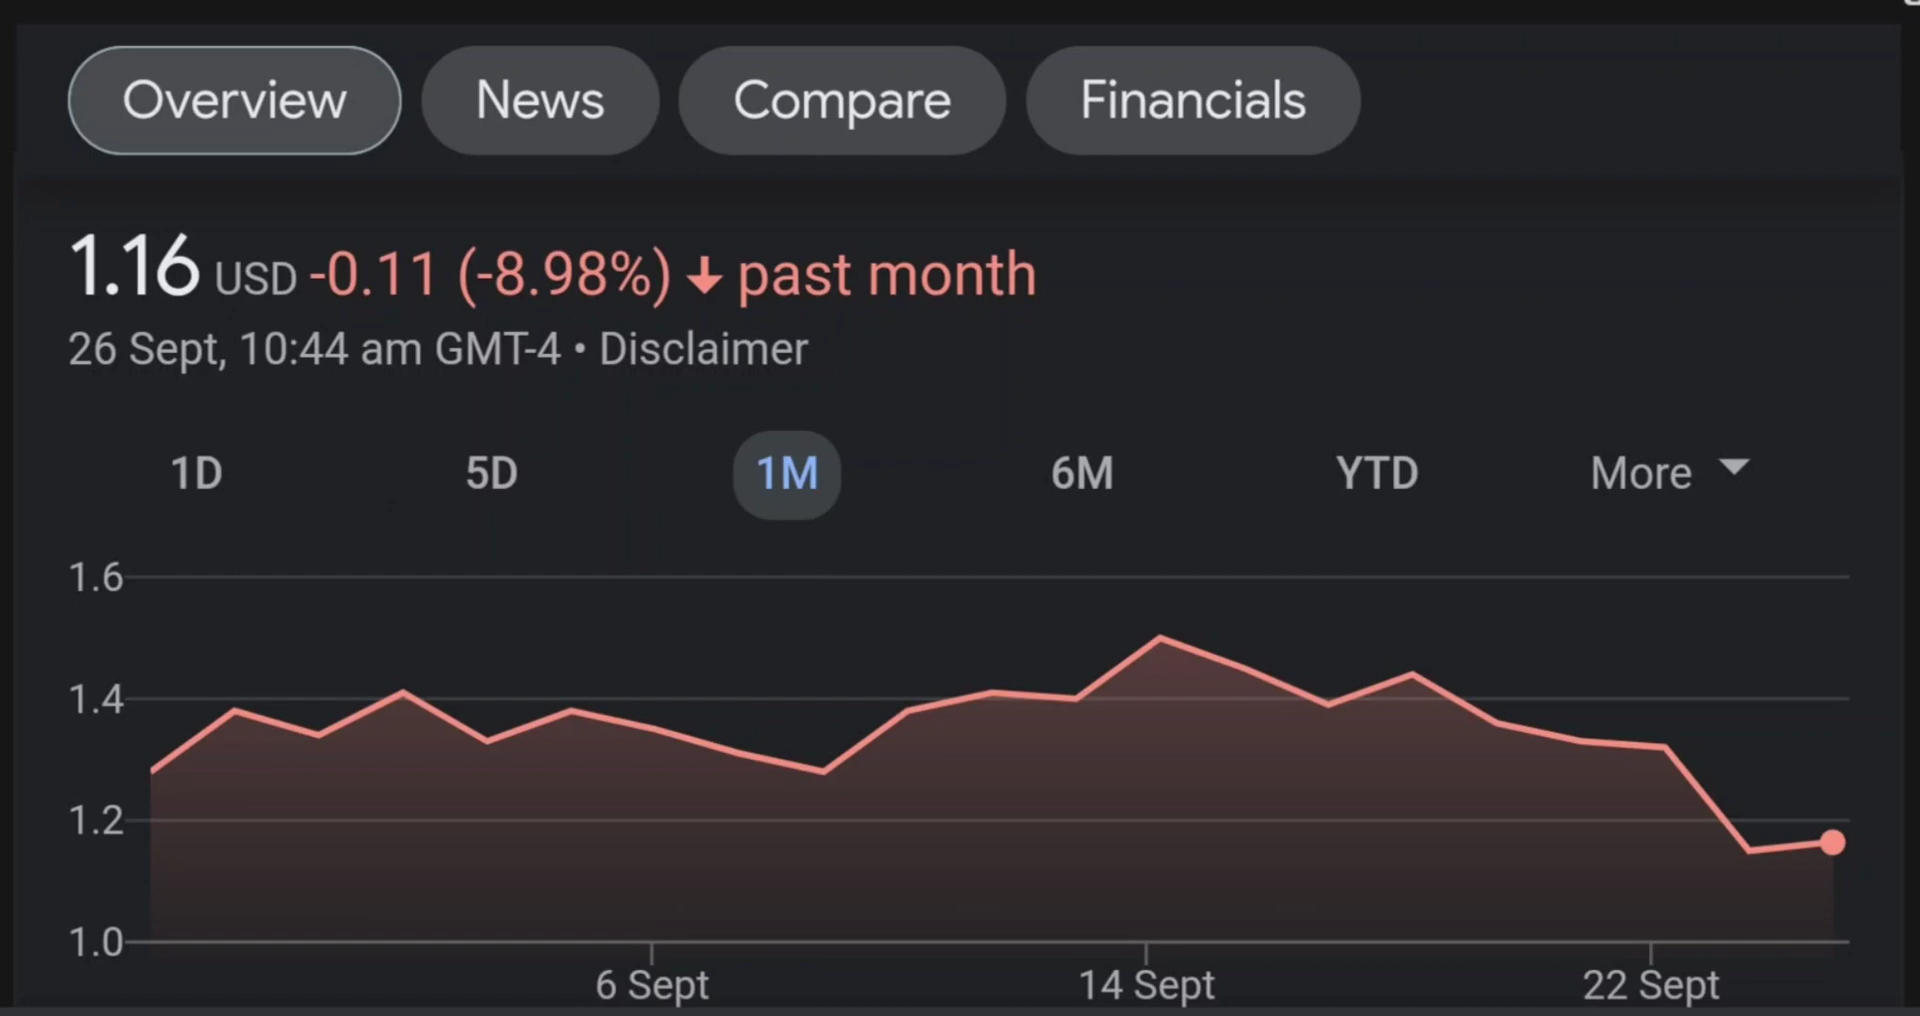 Overview News Compare Financials
1.16 USD -0.11 (-8.98%) ↓ past month
26 Sept, 10:44 am GMT-4 • Disclaimer
1D 5D 1M 6M YTD More
1.6
1.4
1.2
1.0
6 Sept 14 Sept 22 Sept